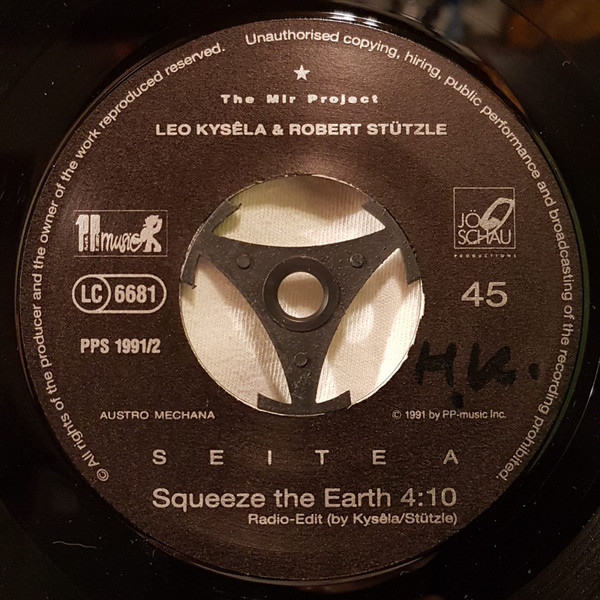 ©All rights of the producer and the owner of the work reproduced reserved. Unauthorised copying, hiring, public performance and broadcasting of the recording prohibited.
The Mir Project
LEO KYSÊLA & ROBERT STÜTZLE
music
JÖ
SCHAU
PRODUCTIONS
LC 6681
45
PPS 1991/2
H.K.
AUSTRO MECHANA
© 1991 by PP-music Inc.
SEITE A
Squeeze the Earth 4:10
Radio-Edit (by Kysêla/Stützle)